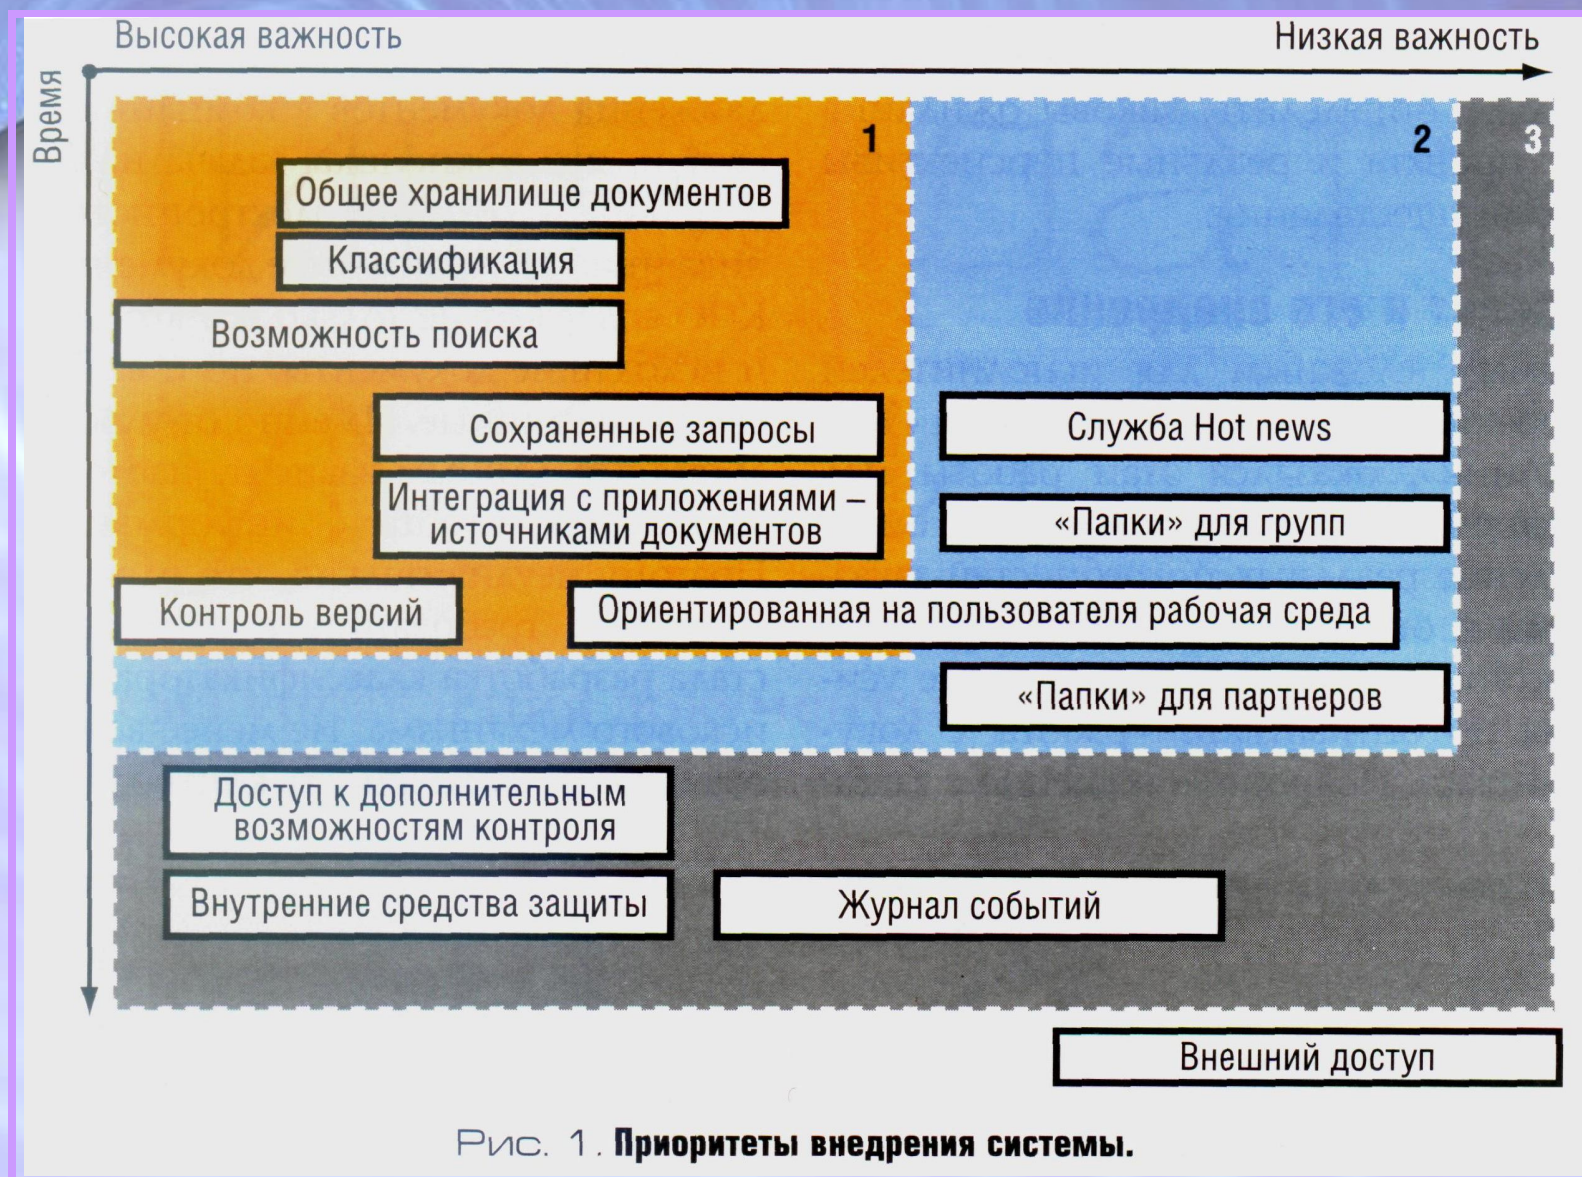 Высокая важность
Низкая важность
Время
1
2
3
Общее хранилище документов
Классификация
Возможность поиска
Сохраненные запросы
Служба Hot news
Интеграция с приложениями –
источниками документов
«Папки» для групп
Контроль версий
Ориентированная на пользователя рабочая среда
«Папки» для партнеров
Доступ к дополнительным
возможностям контроля
Внутренние средства защиты
Журнал событий
Внешний доступ
Рис. 1. Приоритеты внедрения системы.